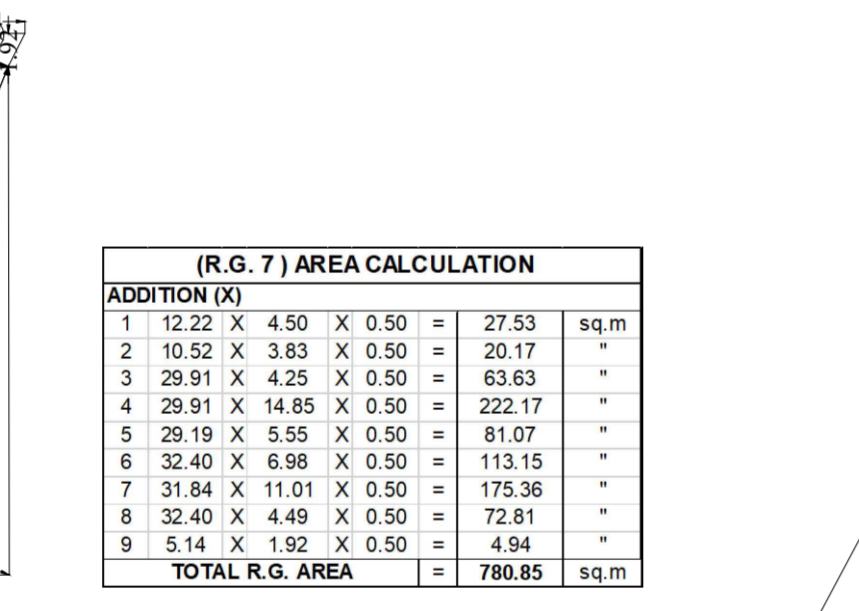 1.92
(R.G. 7 ) AREA CALCULATION
ADDITION (X)
1 12.22 X 4.50 X 0.50 = 27.53 sq.m
2 10.52 X 3.83 X 0.50 = 20.17 "
3 29.91 X 4.25 X 0.50 = 63.63 "
4 29.91 X 14.85 X 0.50 = 222.17 "
5 29.19 X 5.55 X 0.50 = 81.07 "
6 32.40 X 6.98 X 0.50 = 113.15 "
7 31.84 X 11.01 X 0.50 = 175.36 "
8 32.40 X 4.49 X 0.50 = 72.81 "
9 5.14 X 1.92 X 0.50 = 4.94 "
TOTAL R.G. AREA = 780.85 sq.m